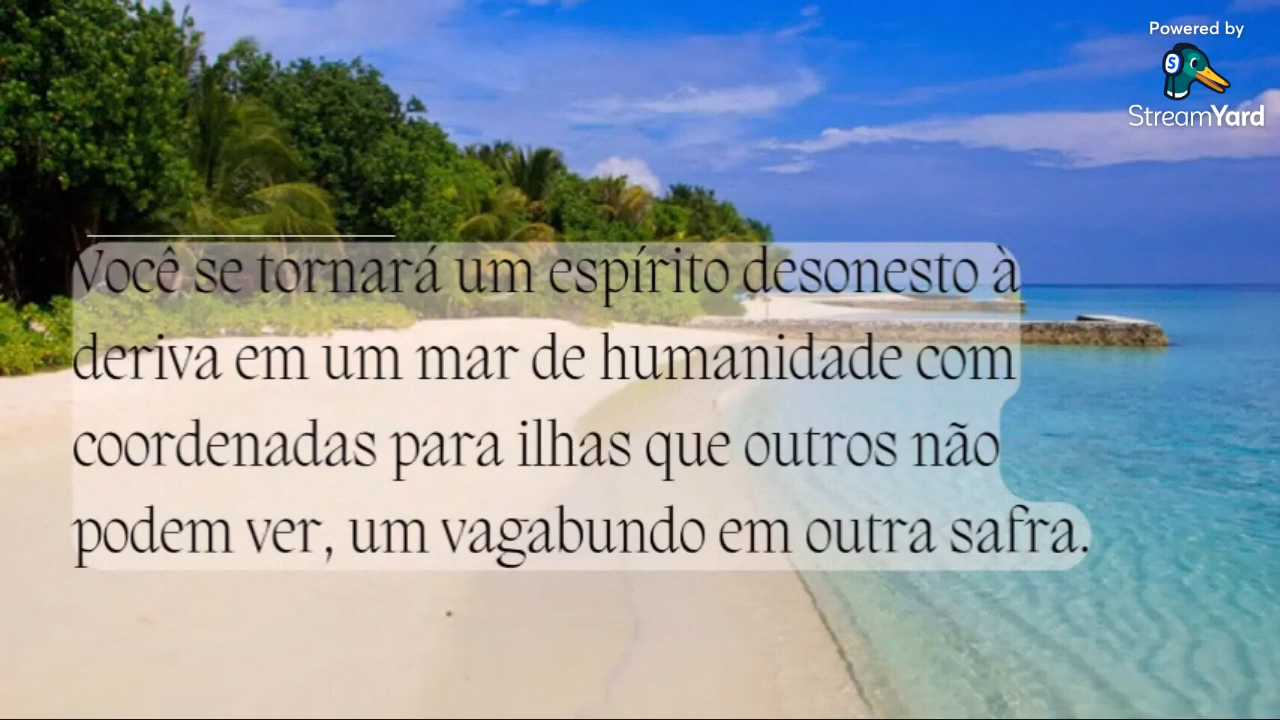 Powered by
StreamYard
Você se tornará um espírito desonesto à
deriva em um mar de humanidade com
coordenadas para ilhas que outros não
podem ver, um vagabundo em outra safra.